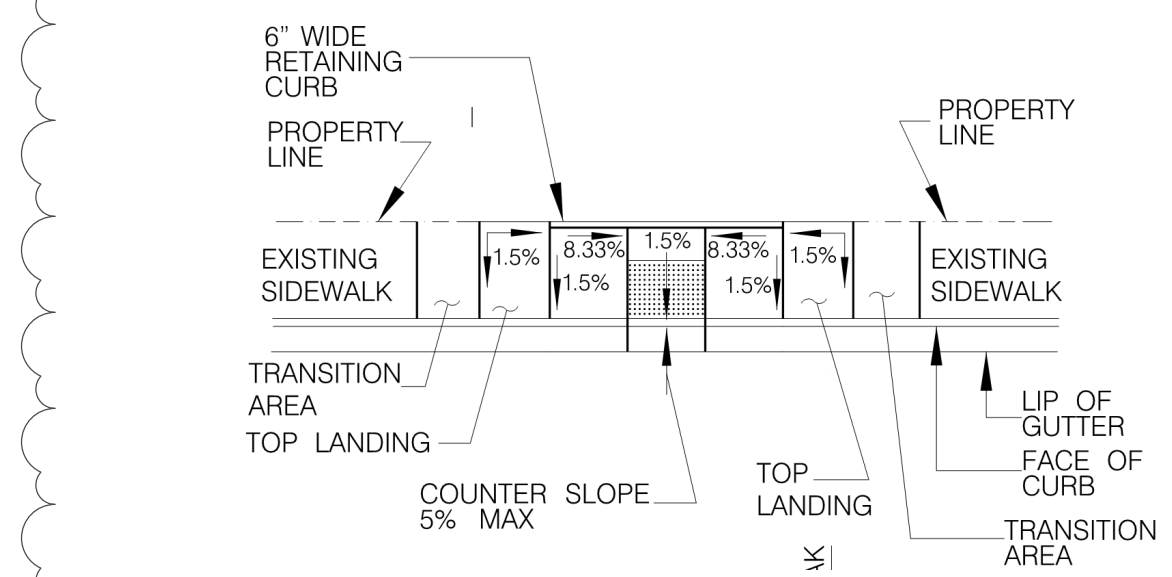 6” WIDE
RETAINING
CURB
PROPERTY
LINE
PROPERTY
LINE
EXISTING
SIDEWALK
1.5%
8.33%
1.5%
1.5%
8.33%
1.5%
1.5%
EXISTING
SIDEWALK
TRANSITION
AREA
TOP LANDING
COUNTER SLOPE
5% MAX
TOP
LANDING
LIP OF
GUTTER
FACE OF
CURB
TRANSITION
AREA